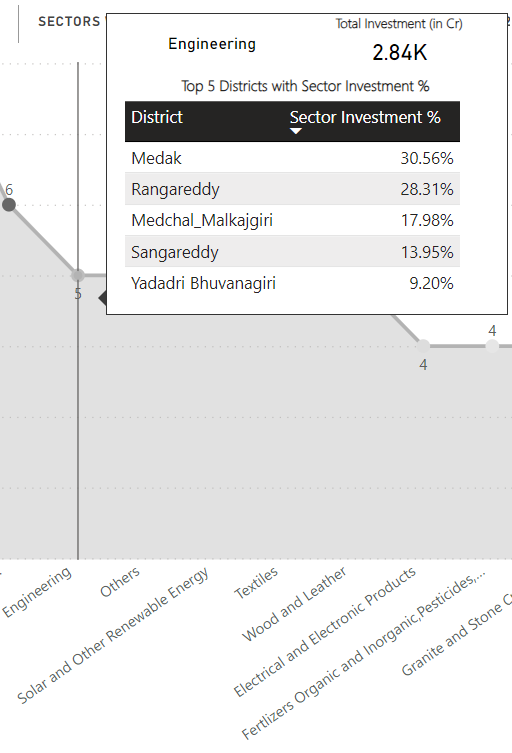 SECTORS
Engineering
Total Investment (in Cr)
2.84K
Top 5 Districts with Sector Investment %
District Sector Investment %
Medak 30.56%
Rangareddy 28.31%
Medchal_Malkajgiri 17.98%
Sangareddy 13.95%
Yadadri Bhuvanagiri 9.20%
6
5
4
4
Engineering
Others
Solar and Other Renewable Energy
Textiles
Wood and Leather
Electrical and Electronic Products
Fertlizers Organic and Inorganic,Pesticides,...
Granite and Stone